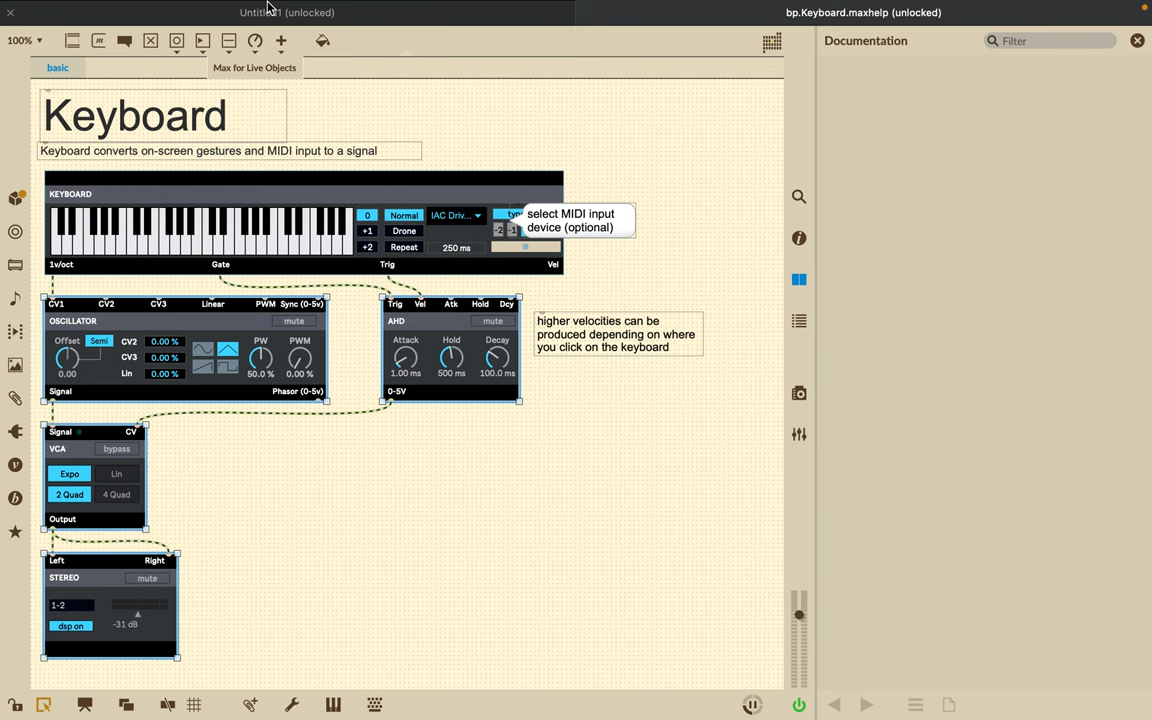 Untitled1 (unlocked)
bp.Keyboard.maxhelp (unlocked)
100%
Documentation
Filter
basic
Max for Live Objects
Keyboard
Keyboard converts on-screen gestures and MIDI input to a signal
KEYBOARD
0
Normal
IAC Driv...
+1
Drone
-2
-1
+2
Repeat
250 ms
select MIDI input
device (optional)
1v/oct
Gate
Trig
Vel
CV1
CV2
CV3
Linear
PWM
Sync (0-5v)
OSCILLATOR
mute
Offset
Semi
CV2
0.00 %
PW
PWM
CV3
0.00 %
0.00
Lin
0.00 %
50.0 %
0.00 %
Signal
Phasor (0-5v)
Trig
Vel
Atk
Hold
Dcy
AHD
mute
Attack
Hold
Decay
1.00 ms
500 ms
100.0 ms
0-5V
higher velocities can be
produced depending on where
you click on the keyboard
Signal
CV
VCA
bypass
Expo
Lin
2 Quad
4 Quad
Output
Left
Right
STEREO
mute
1-2
dsp on
-31 dB